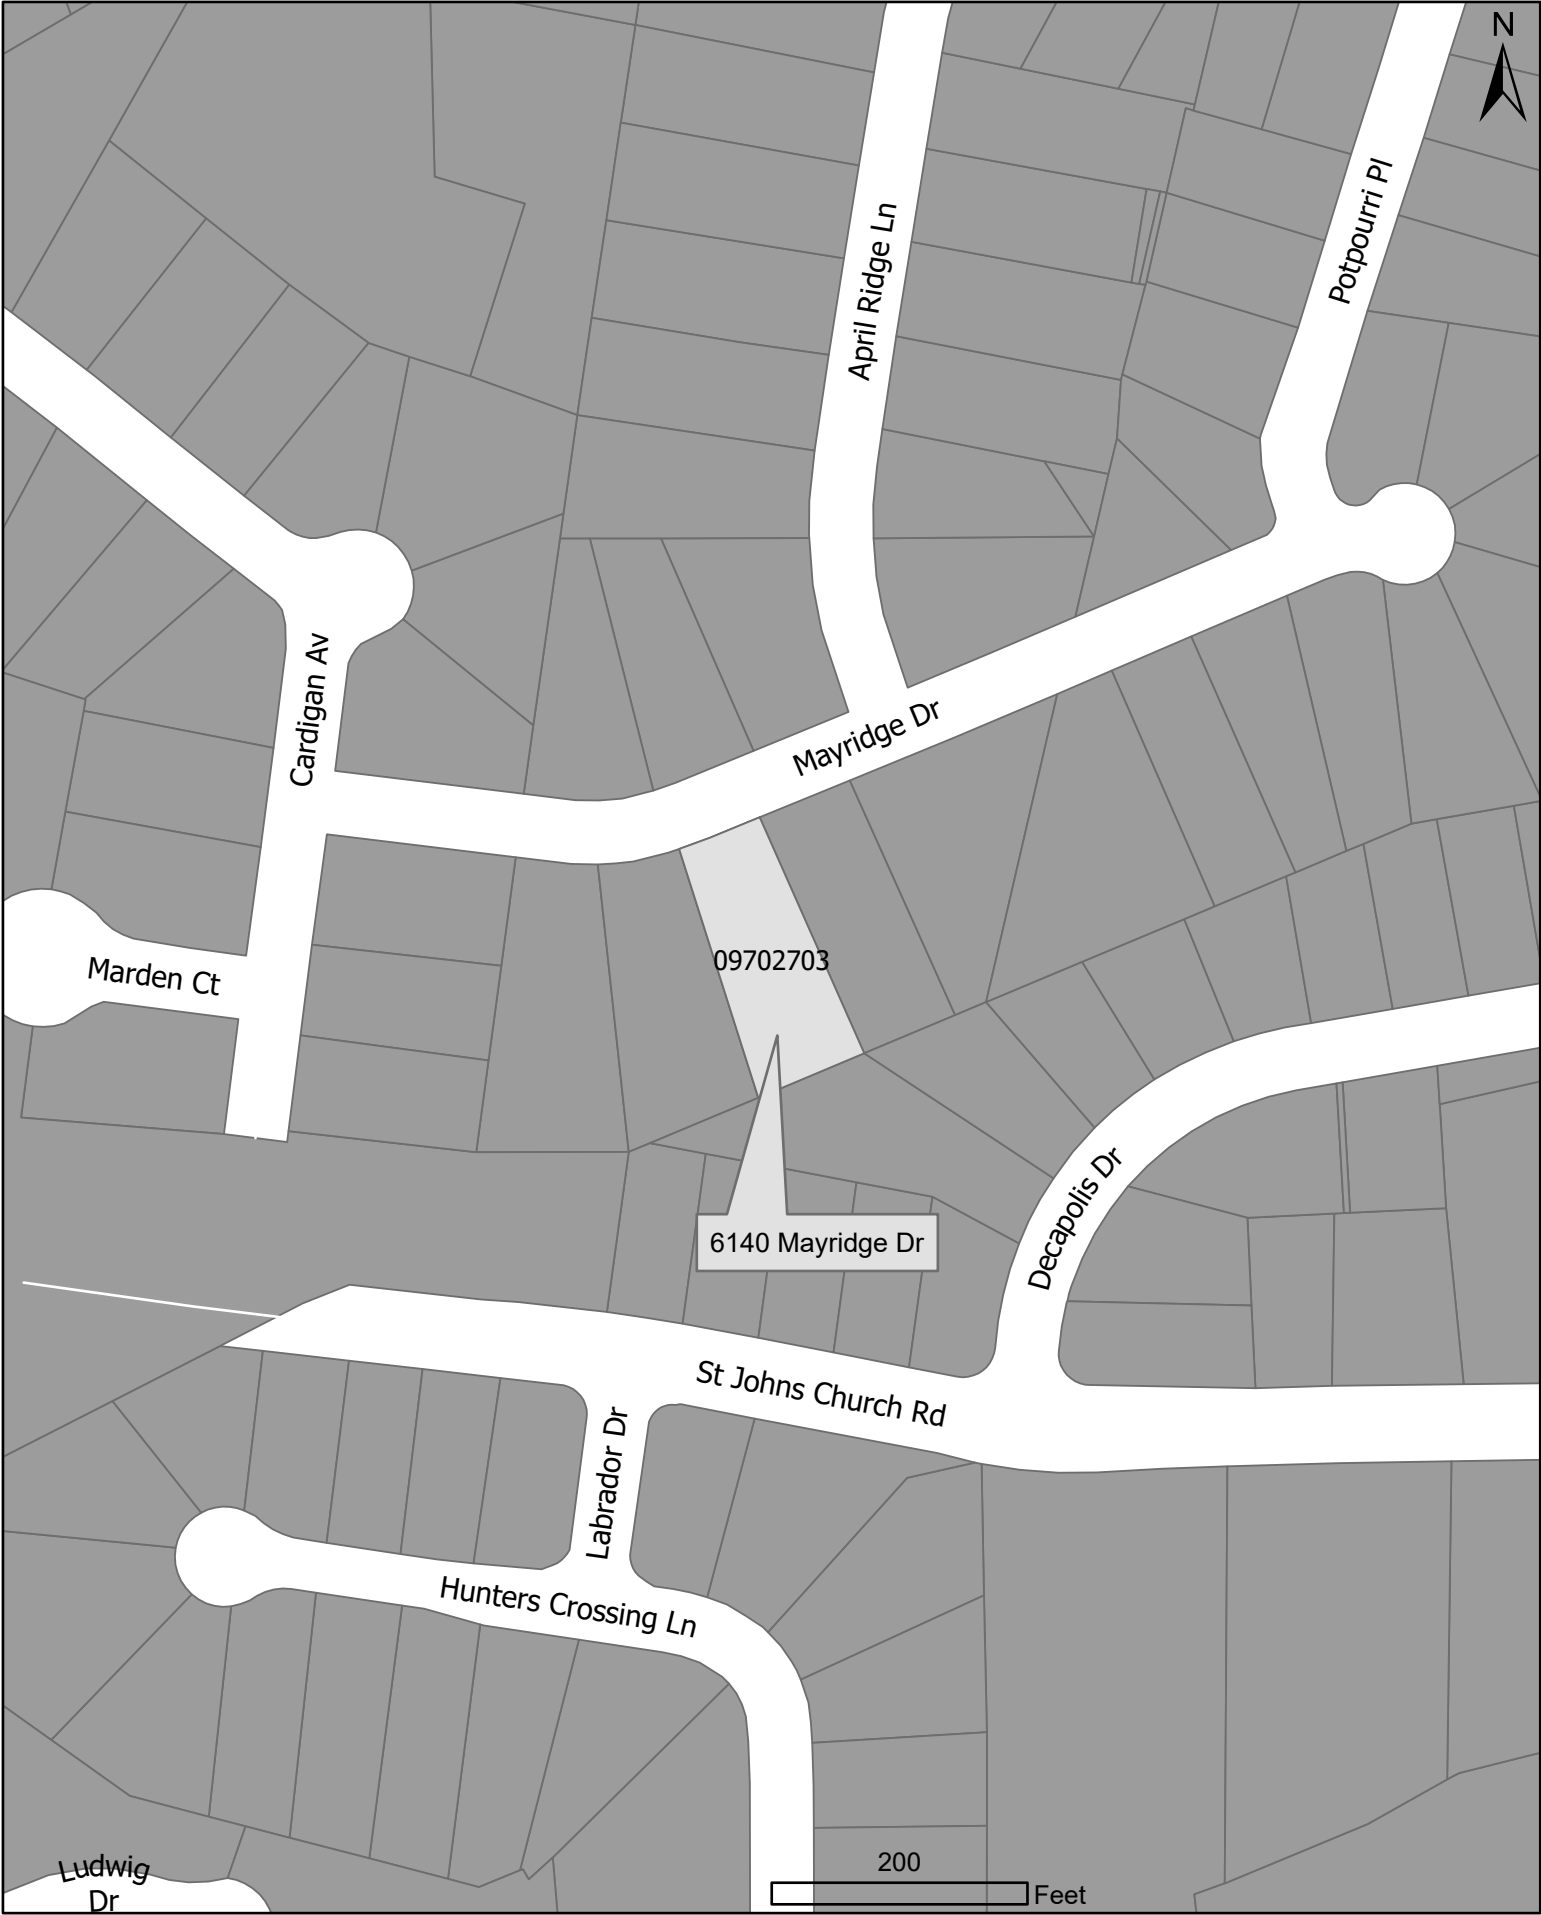 N
April Ridge Ln
Potpourri Pl
Cardigan Av
Mayridge Dr
09702703
Marden Ct
Decapolis Dr
6140 Mayridge Dr
St Johns Church Rd
Labrador Dr
Hunters Crossing Ln
Ludwig
Dr
200
Feet